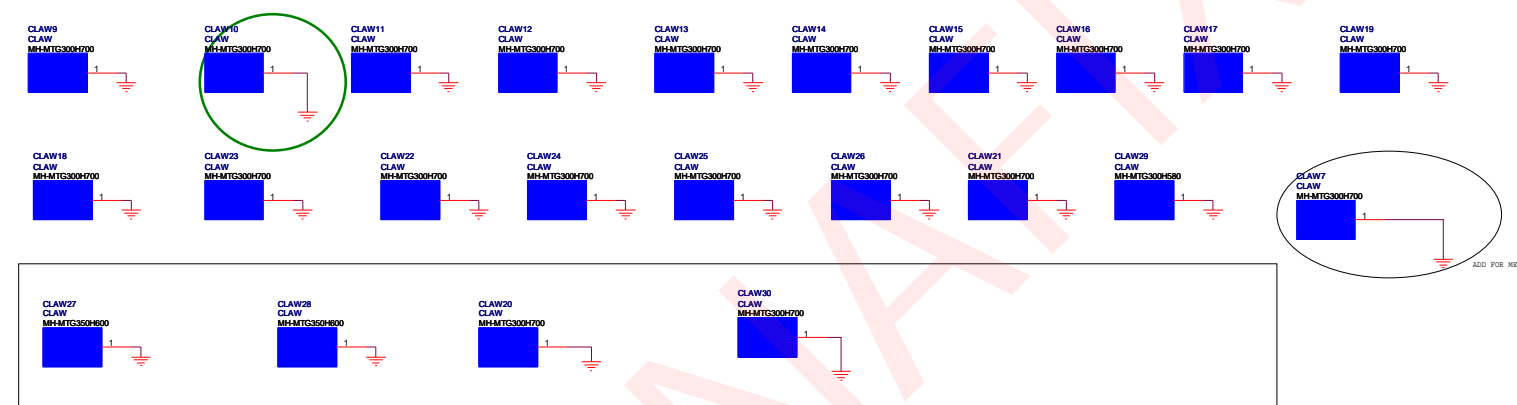 CLAW9
CLAW
MH-MTG300H700
1
CLAW10
CLAW
MH-MTG300H700
1
CLAW11
CLAW
MH-MTG300H700
1
CLAW12
CLAW
MH-MTG300H700
1
CLAW13
CLAW
MH-MTG300H700
1
CLAW14
CLAW
MH-MTG300H700
1
CLAW15
CLAW
MH-MTG300H700
1
CLAW16
CLAW
MH-MTG300H700
1
CLAW17
CLAW
MH-MTG300H700
1
CLAW19
CLAW
MH-MTG300H700
1
CLAW18
CLAW
MH-MTG300H700
1
CLAW23
CLAW
MH-MTG300H700
1
CLAW22
CLAW
MH-MTG300H700
1
CLAW24
CLAW
MH-MTG300H700
1
CLAW25
CLAW
MH-MTG300H700
1
CLAW26
CLAW
MH-MTG300H700
1
CLAW21
CLAW
MH-MTG300H700
1
CLAW29
CLAW
MH-MTG300H580
1
CLAW7
CLAW
MH-MTG300H700
1
ADD FOR ME
CLAW27
CLAW
MH-MTG350H600
1
CLAW28
CLAW
MH-MTG350H600
1
CLAW20
CLAW
MH-MTG300H700
1
CLAW30
CLAW
MH-MTG300H700
1